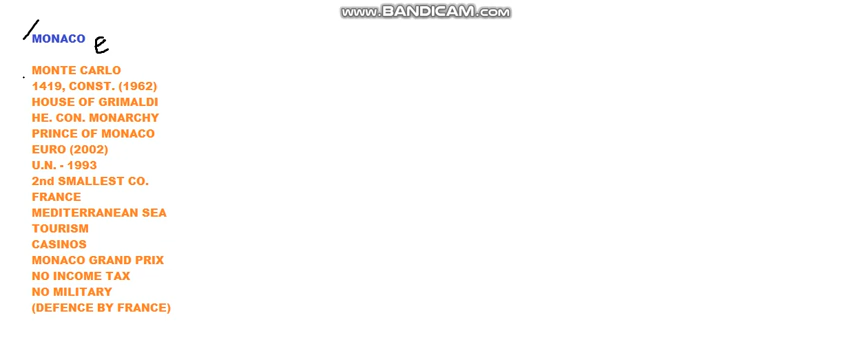 www.BANDICAM.com
MONACO e
MONTE CARLO
1419, CONST. (1962)
HOUSE OF GRIMALDI
HE. CON. MONARCHY
PRINCE OF MONACO
EURO (2002)
U.N. - 1993
2nd SMALLEST CO.
FRANCE
MEDITERRANEAN SEA
TOURISM
CASINOS
MONACO GRAND PRIX
NO INCOME TAX
NO MILITARY
(DEFENCE BY FRANCE)